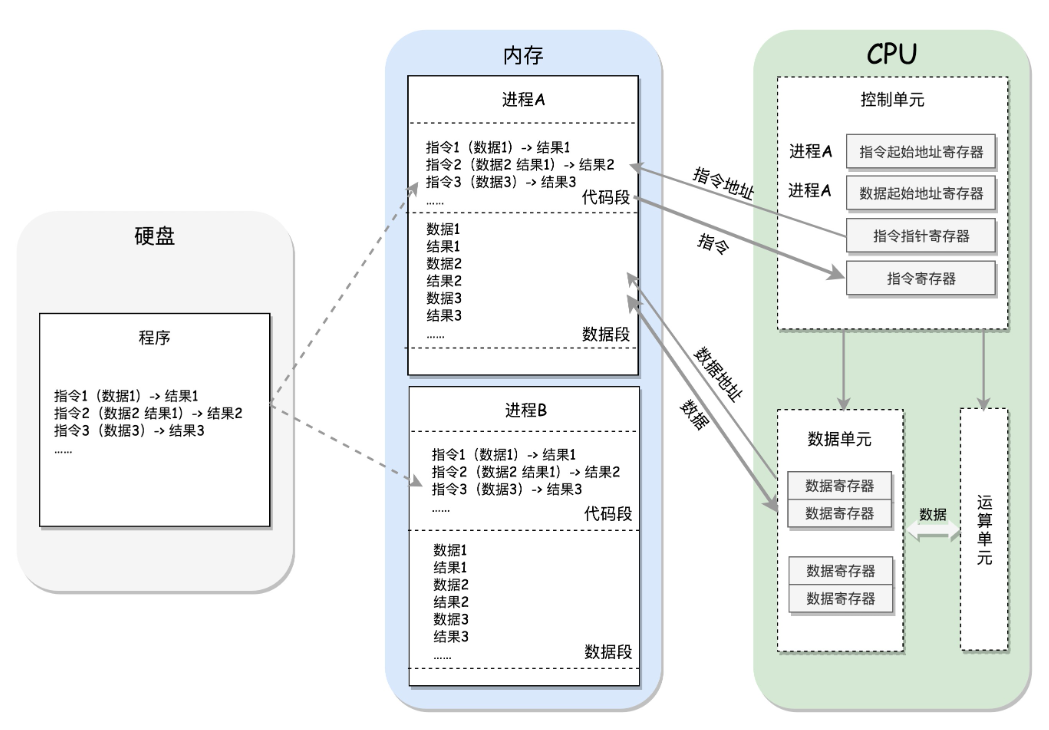 硬盘
程序
指令1（数据1）-> 结果1
指令2（数据2 结果1）-> 结果2
指令3（数据3）-> 结果3
……
内存
进程A
指令1（数据1）-> 结果1
指令2（数据2 结果1）-> 结果2
指令3（数据3）-> 结果3
……
代码段
数据1
结果1
数据2
结果2
数据3
结果3
……
数据段
进程B
指令1（数据1）-> 结果1
指令2（数据2 结果1）-> 结果2
指令3（数据3）-> 结果3
……
代码段
数据1
结果1
数据2
结果2
数据3
结果3
……
数据段
指令地址
指令
数据地址
数据
CPU
控制单元
进程A
指令起始地址寄存器
进程A
数据起始地址寄存器
指令指针寄存器
指令寄存器
数据单元
数据寄存器
数据寄存器
数据寄存器
数据寄存器
数据
运算单元